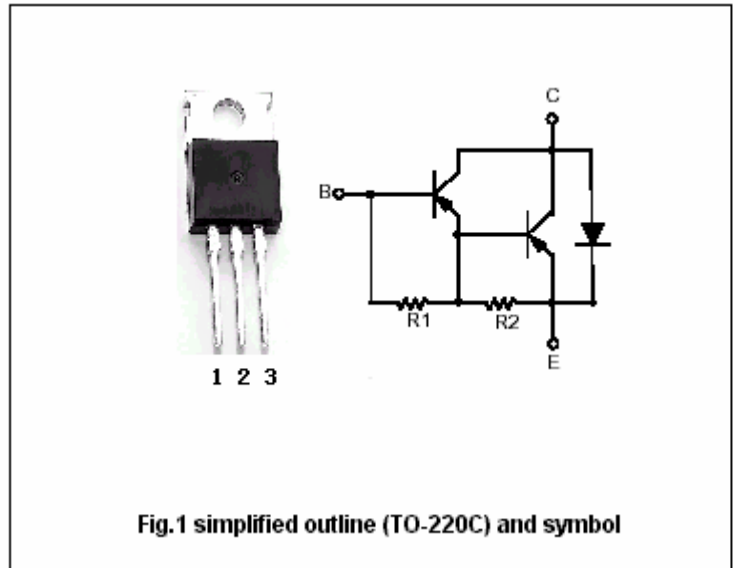 C
B
R1 R2
E
1 2 3
Fig.1 simplified outline (TO-220C) and symbol